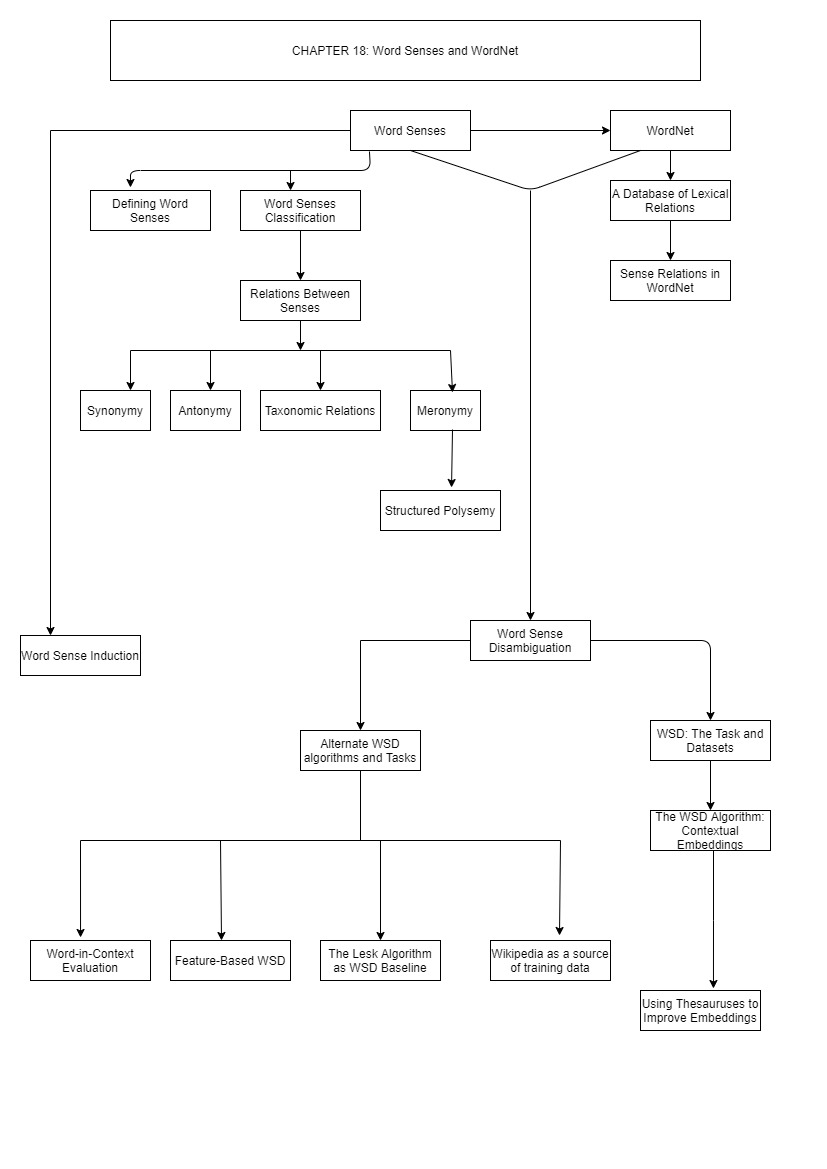 CHAPTER 18: Word Senses and WordNet
Word Senses
WordNet
Defining Word
Senses
Word Senses
Classification
A Database of Lexical
Relations
Relations Between
Senses
Sense Relations in
WordNet
Synonymy
Antonymy
Taxonomic Relations
Meronymy
Structured Polysemy
Word Sense Induction
Word Sense
Disambiguation
Alternate WSD
algorithms and Tasks
WSD: The Task and
Datasets
The WSD Algorithm:
Contextual
Embeddings
Word-in-Context
Evaluation
Feature-Based WSD
The Lesk Algorithm
as WSD Baseline
Wikipedia as a source
of training data
Using Thesauruses to
Improve Embeddings